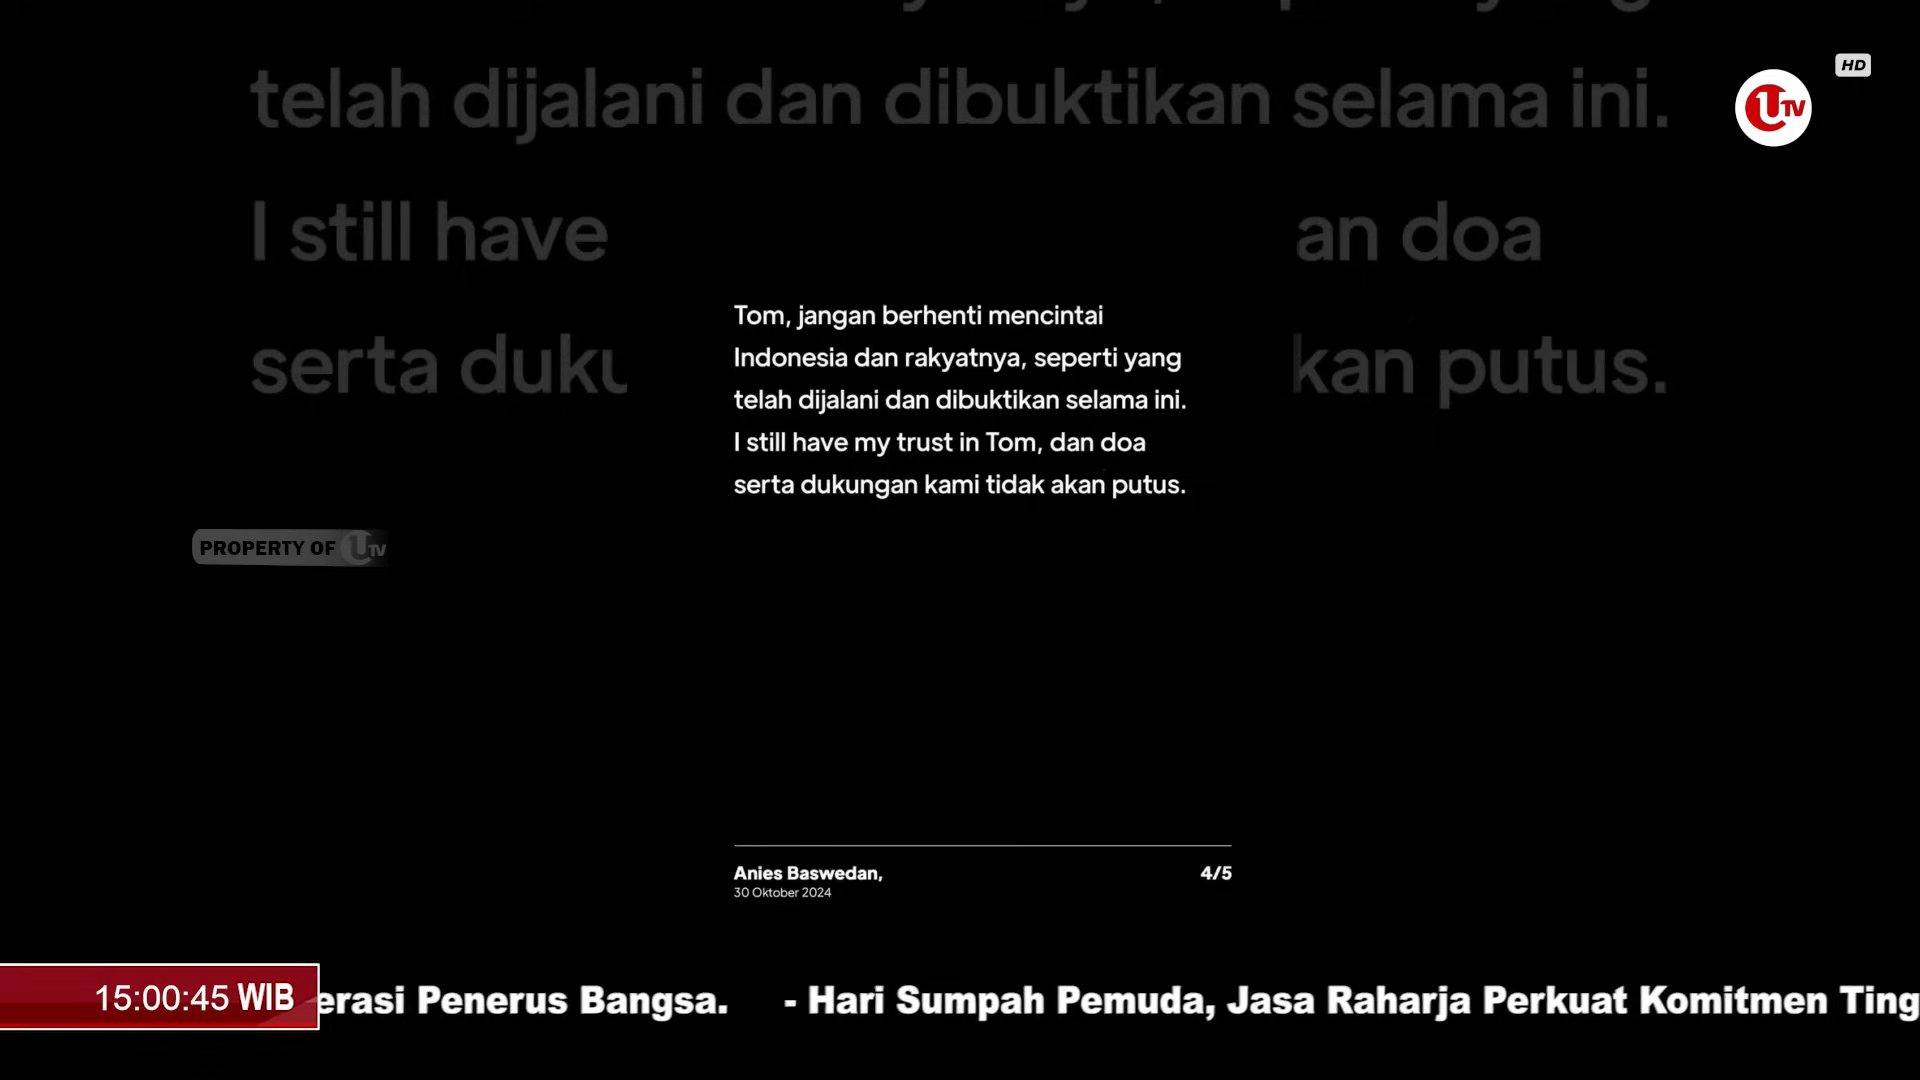 telah dijalani dan dibuktikan selama ini.
HD
UTV
I still have
an doa
serta duku
kan putus.
Tom, jangan berhenti mencintai
Indonesia dan rakyatnya, seperti yang
telah dijalani dan dibuktikan selama ini.
I still have my trust in Tom, dan doa
serta dukungan kami tidak akan putus.
PROPERTY OF UTV
Anies Baswedan,
4/5
30 Oktober 2024
15:00:45 WIB
erasi Penerus Bangsa. - Hari Sumpah Pemuda, Jasa Raharja Perkuat Komitmen Ting